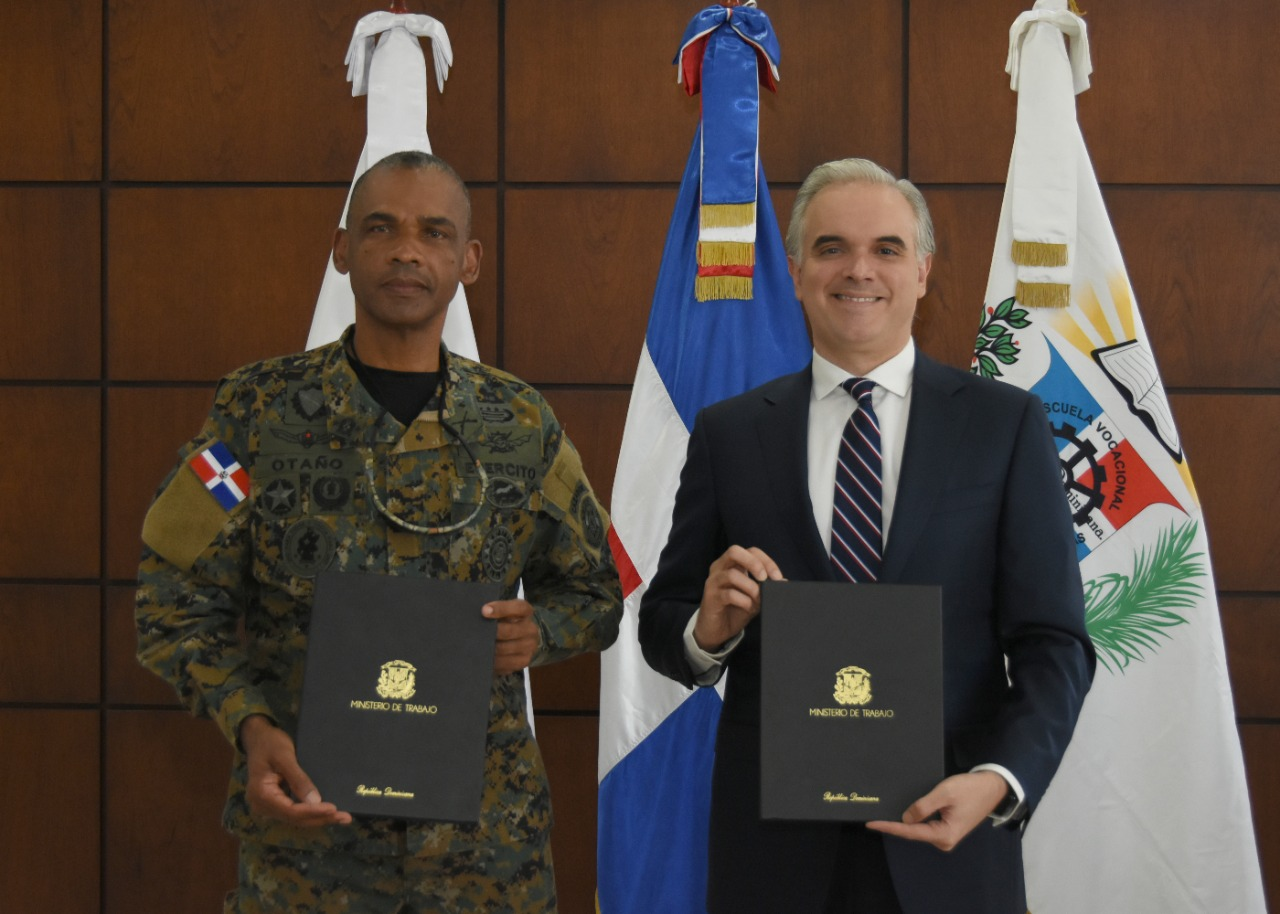 OTAÑO
EJERCITO
MINISTERIO DE TRABAJO
República Dominicana
MINISTERIO DE TRABAJO
República Dominicana
ESCUELA VOCACIONAL